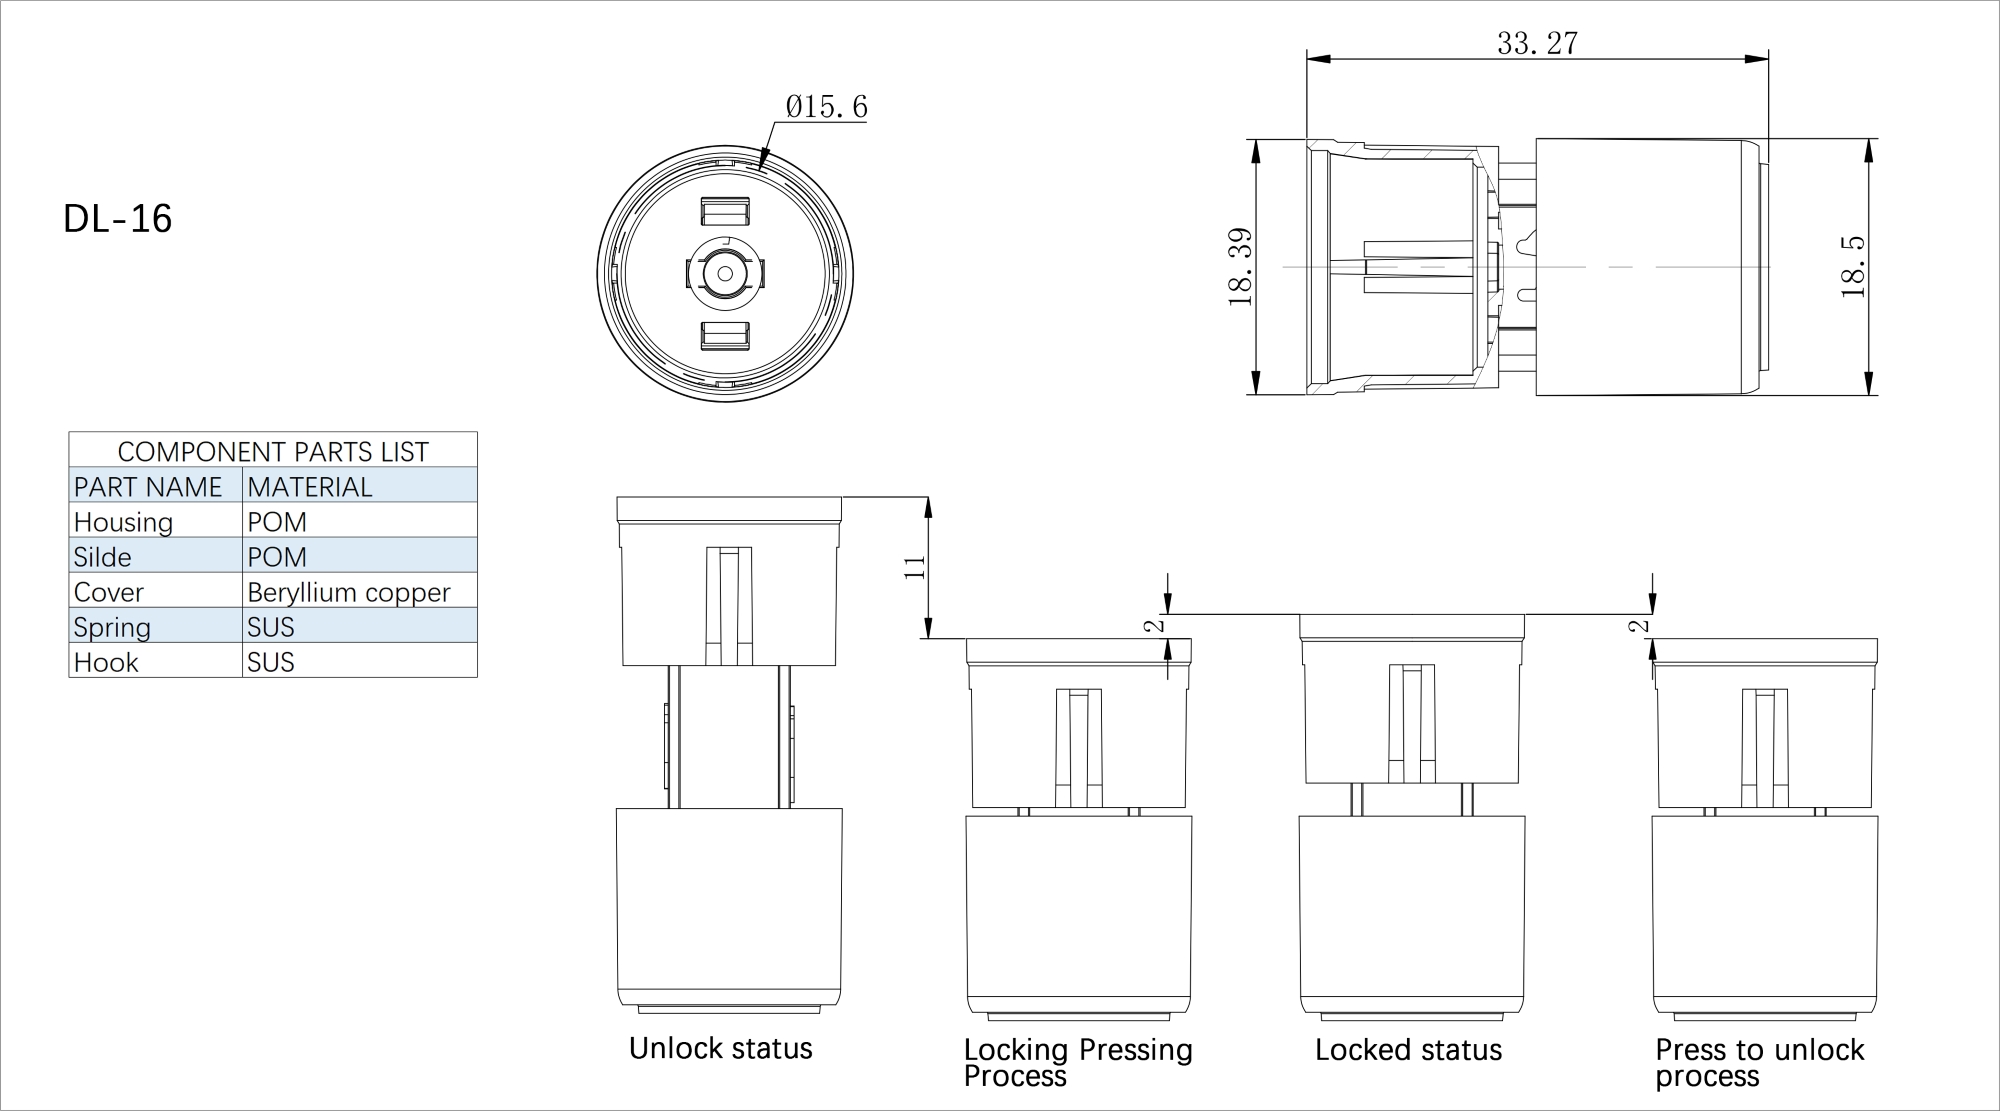 33.27
Ø15.6
DL-16
18.39
18.5
COMPONENT PARTS LIST
PART NAME MATERIAL
Housing POM
Silde POM
Cover Beryllium copper
Spring SUS
Hook SUS
11
2
2
Unlock status
Locking Pressing
Process
Locked status
Press to unlock
process